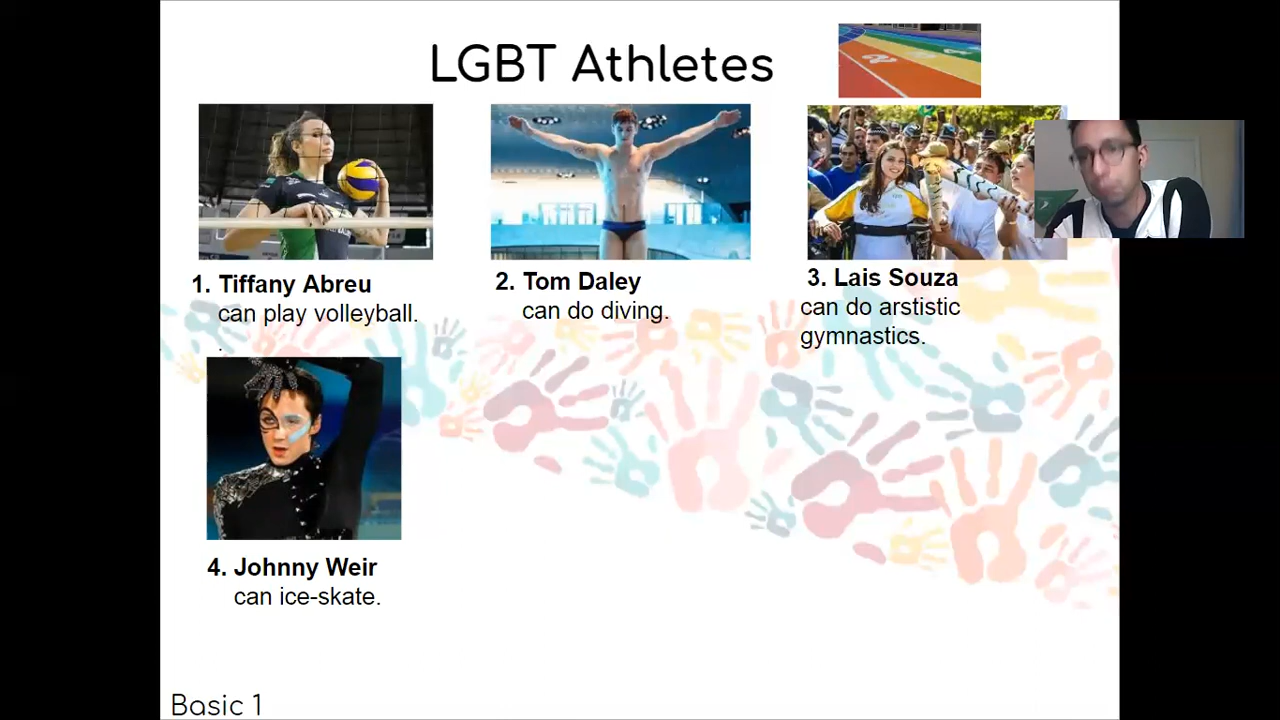 LGBT Athletes
1. Tiffany Abreu
can play volleyball.
.
2. Tom Daley
can do diving.
3. Lais Souza
can do arstistic
gymnastics.
4. Johnny Weir
can ice-skate.
Basic 1